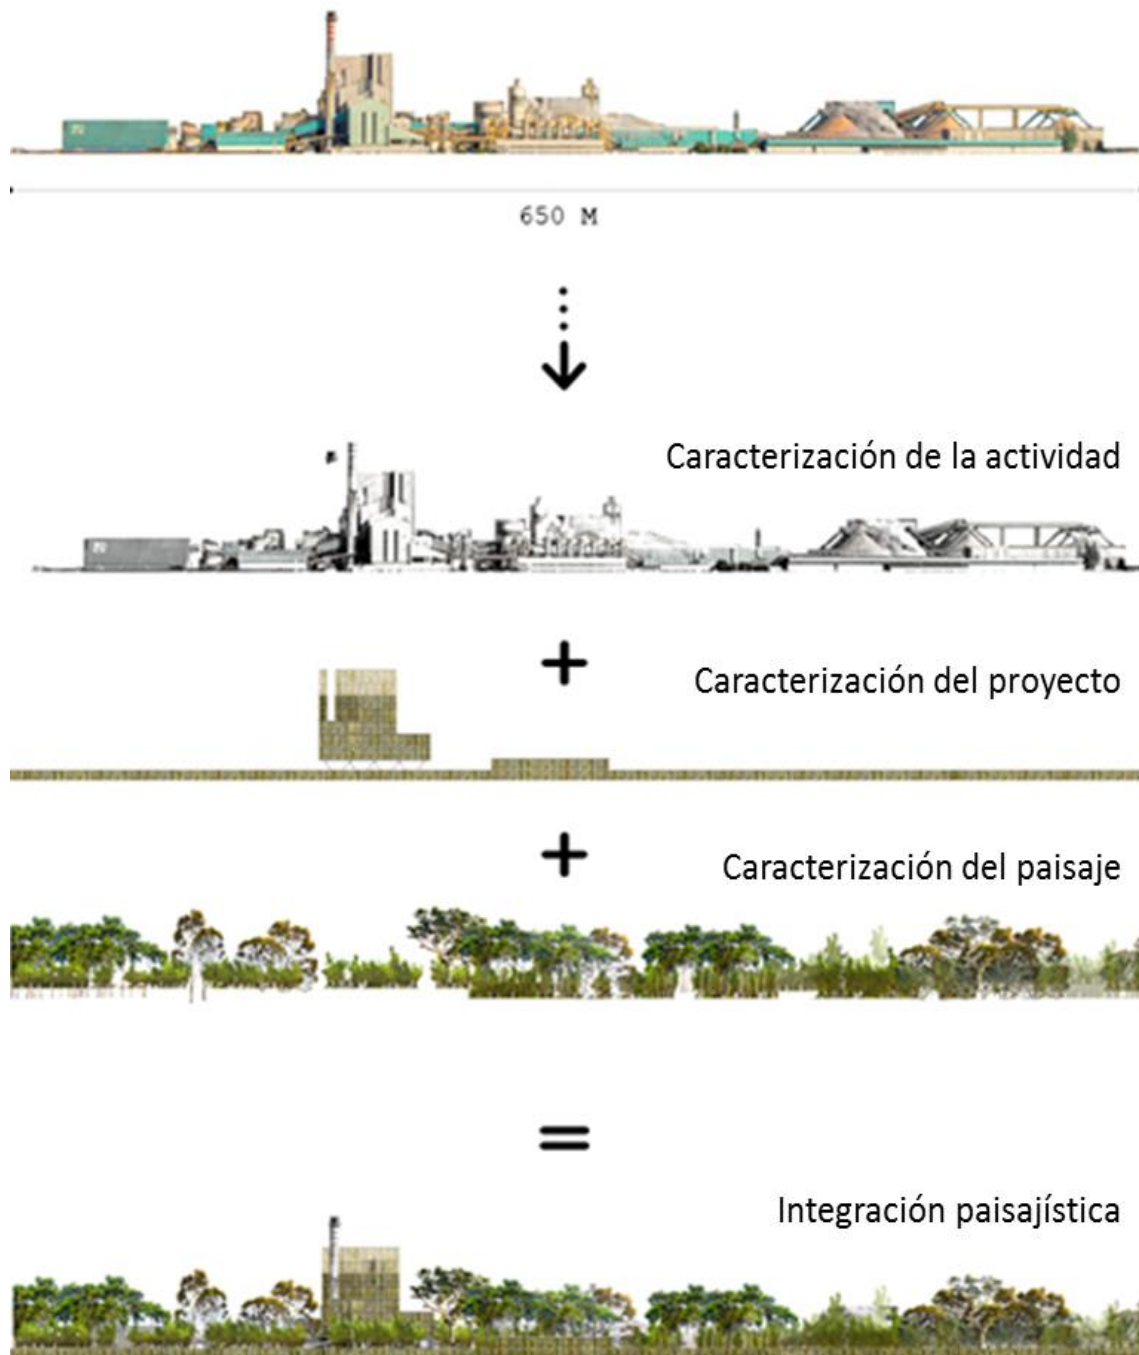 650 M
Caracterización de la actividad
Caracterización del proyecto
Caracterización del paisaje
Integración paisajística